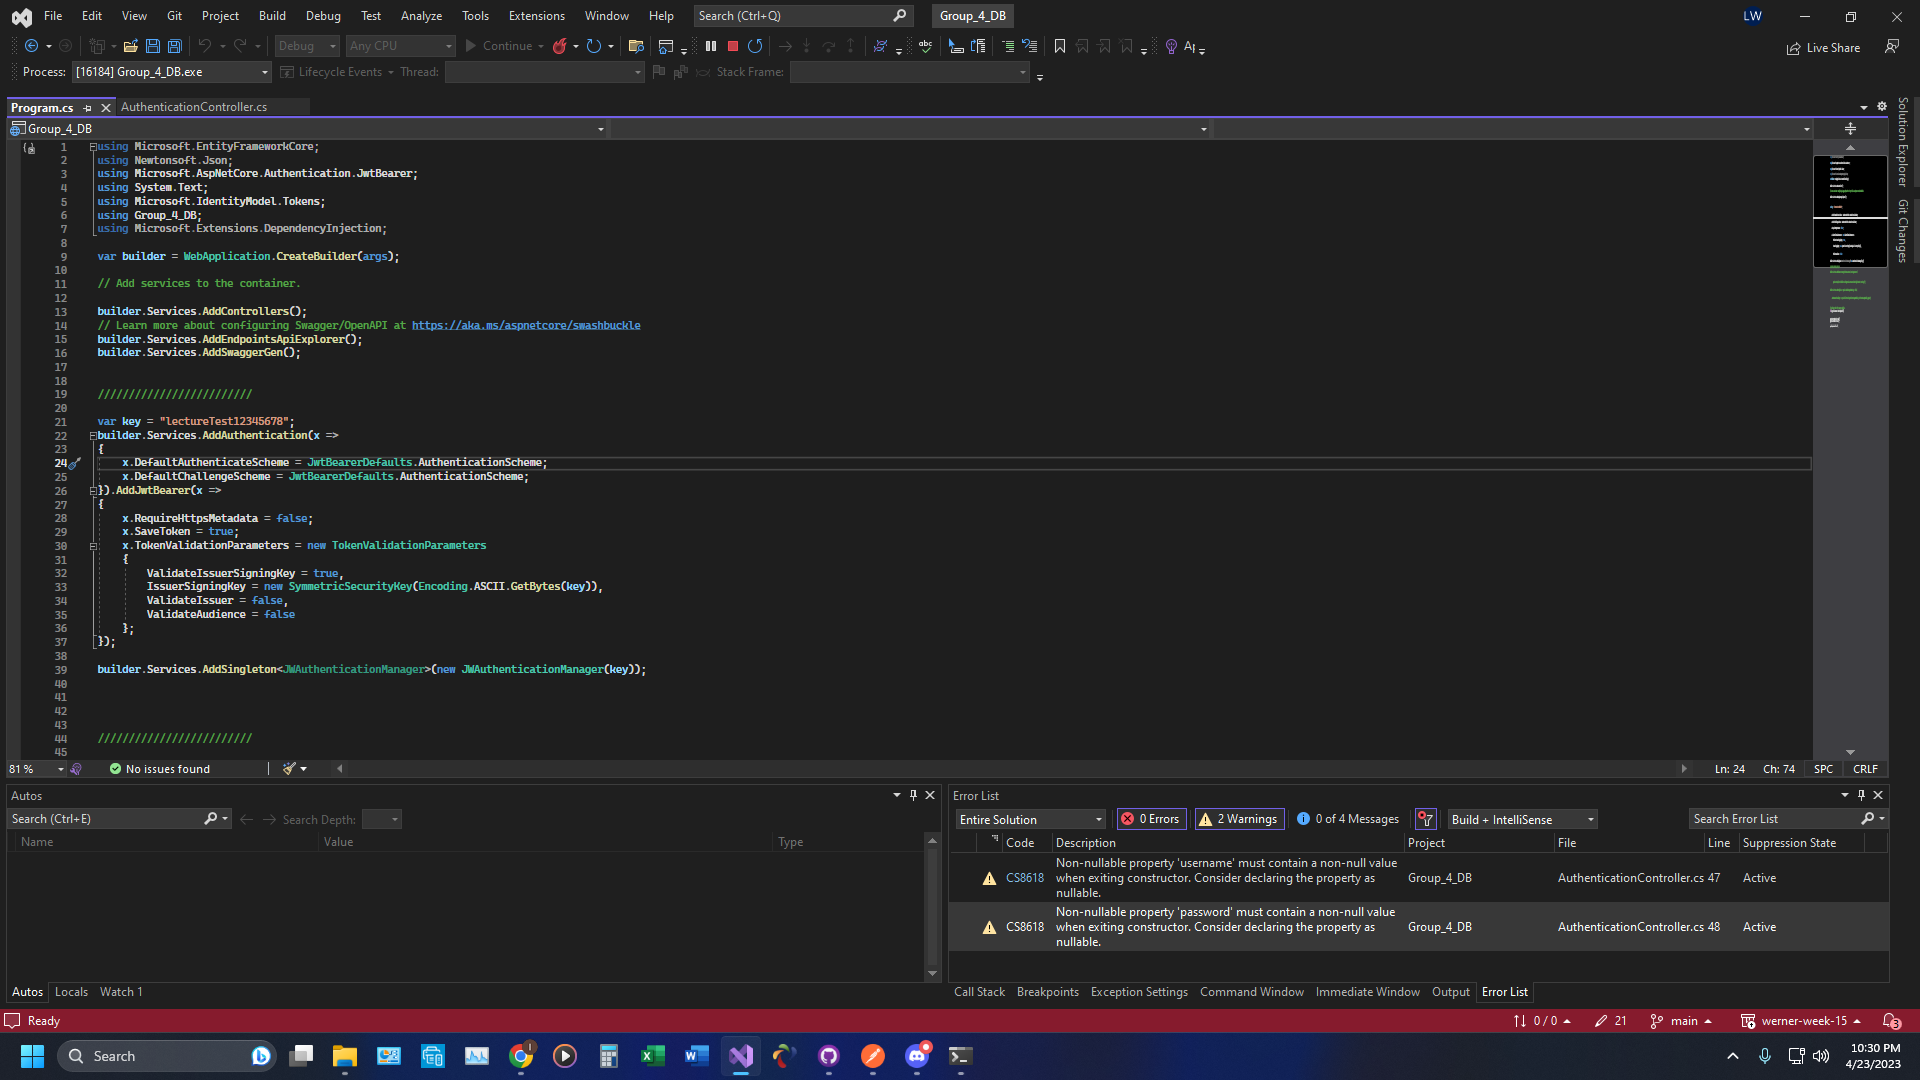 File Edit View Git Project Build Debug Test Analyze Tools Extensions Window Help Search (Ctrl+Q) Group_4_DB LW
Debug Any CPU Continue Live Share
Process: [16184] Group_4_DB.exe Lifecycle Events Thread: Stack Frame:
Program.cs AuthenticationController.cs
Group_4_DB
Solution Explorer
Git Changes
1 using Microsoft.EntityFrameworkCore;
2 using Newtonsoft.Json;
3 using Microsoft.AspNetCore.Authentication.JwtBearer;
4 using System.Text;
5 using Microsoft.IdentityModel.Tokens;
6 using Group_4_DB;
7 using Microsoft.Extensions.DependencyInjection;
8
9 var builder = WebApplication.CreateBuilder(args);
10
11 // Add services to the container.
12
13 builder.Services.AddControllers();
14 // Learn more about configuring Swagger/OpenAPI at https://aka.ms/aspnetcore/swashbuckle
15 builder.Services.AddEndpointsApiExplorer();
16 builder.Services.AddSwaggerGen();
17
18
19 /////////////////////////
20
21 var key = "lectureTest12345678";
22 builder.Services.AddAuthentication(x =>
23 {
24 x.DefaultAuthenticateScheme = JwtBearerDefaults.AuthenticationScheme;
25 x.DefaultChallengeScheme = JwtBearerDefaults.AuthenticationScheme;
26 }).AddJwtBearer(x =>
27 {
28 x.RequireHttpsMetadata = false;
29 x.SaveToken = true;
30 x.TokenValidationParameters = new TokenValidationParameters
31 {
32 ValidateIssuerSigningKey = true,
33 IssuerSigningKey = new SymmetricSecurityKey(Encoding.ASCII.GetBytes(key)),
34 ValidateIssuer = false,
35 ValidateAudience = false
36 };
37 });
38
39 builder.Services.AddSingleton<JWAuthenticationManager>(new JWAuthenticationManager(key));
40
41
42
43
44 /////////////////////////
45
81 % No issues found Ln: 24 Ch: 74 SPC CRLF
Autos
Search (Ctrl+E) Search Depth:
Name Value Type
Autos Locals Watch 1
Error List
Entire Solution 0 Errors 2 Warnings 0 of 4 Messages Build + IntelliSense Search Error List
Code Description Project File Line Suppression State
CS8618 Non-nullable property 'username' must contain a non-null value when exiting constructor. Consider declaring the property as nullable. Group_4_DB AuthenticationController.cs 47 Active
CS8618 Non-nullable property 'password' must contain a non-null value when exiting constructor. Consider declaring the property as nullable. Group_4_DB AuthenticationController.cs 48 Active
Call Stack Breakpoints Exception Settings Command Window Immediate Window Output Error List
Ready 0 / 0 21 main werner-week-15 3
Search 10:30 PM
4/23/2023